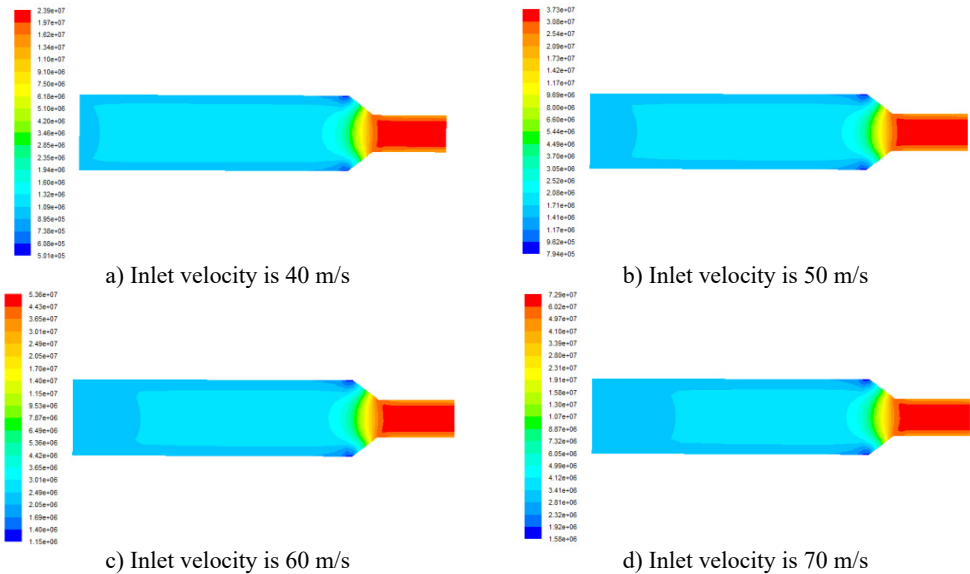 2.39e+07
1.97e+07
1.62e+07
1.34e+07
1.10e+07
9.10e+06
7.50e+06
6.18e+06
5.10e+06
4.20e+06
3.46e+06
2.85e+06
2.35e+06
1.94e+06
1.60e+06
1.32e+06
1.09e+06
8.95e+05
7.38e+05
6.08e+05
5.01e+05
a) Inlet velocity is 40 m/s
3.73e+07
3.08e+07
2.54e+07
2.09e+07
1.73e+07
1.42e+07
1.17e+07
9.69e+06
8.00e+06
6.60e+06
5.44e+06
4.49e+06
3.70e+06
3.05e+06
2.52e+06
2.08e+06
1.71e+06
1.41e+06
1.17e+06
9.62e+05
7.94e+05
b) Inlet velocity is 50 m/s
5.36e+07
4.43e+07
3.65e+07
3.01e+07
2.49e+07
2.05e+07
1.70e+07
1.40e+07
1.15e+07
9.53e+06
7.87e+06
6.49e+06
5.36e+06
4.42e+06
3.65e+06
3.01e+06
2.49e+06
2.05e+06
1.69e+06
1.40e+06
1.15e+06
c) Inlet velocity is 60 m/s
7.29e+07
6.02e+07
4.97e+07
4.10e+07
3.39e+07
2.80e+07
2.31e+07
1.91e+07
1.58e+07
1.30e+07
1.07e+07
8.87e+06
7.32e+06
6.05e+06
4.99e+06
4.12e+06
3.41e+06
2.81e+06
2.32e+06
1.92e+06
1.58e+06
d) Inlet velocity is 70 m/s